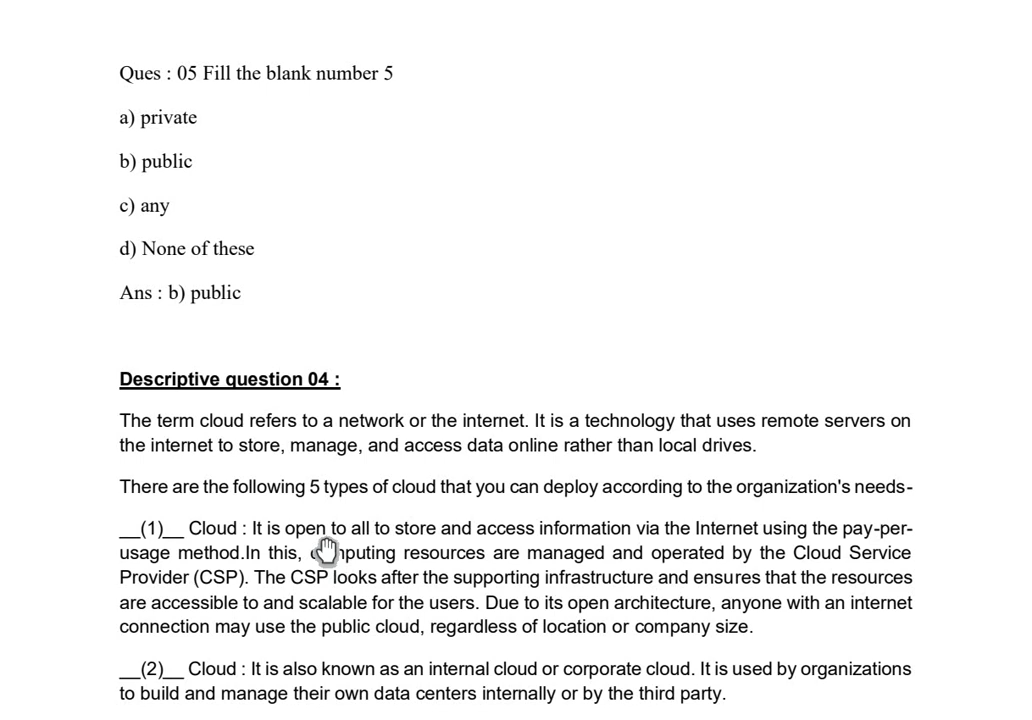 Ques : 05 Fill the blank number 5
a) private
b) public
c) any
d) None of these
Ans : b) public
Descriptive question 04 :
The term cloud refers to a network or the internet. It is a technology that uses remote servers on
the internet to store, manage, and access data online rather than local drives.
There are the following 5 types of cloud that you can deploy according to the organization's needs-
__(1)__ Cloud : It is open to all to store and access information via the Internet using the pay-per-
usage method.In this, computing resources are managed and operated by the Cloud Service
Provider (CSP). The CSP looks after the supporting infrastructure and ensures that the resources
are accessible to and scalable for the users. Due to its open architecture, anyone with an internet
connection may use the public cloud, regardless of location or company size.
__(2)__ Cloud : It is also known as an internal cloud or corporate cloud. It is used by organizations
to build and manage their own data centers internally or by the third party.